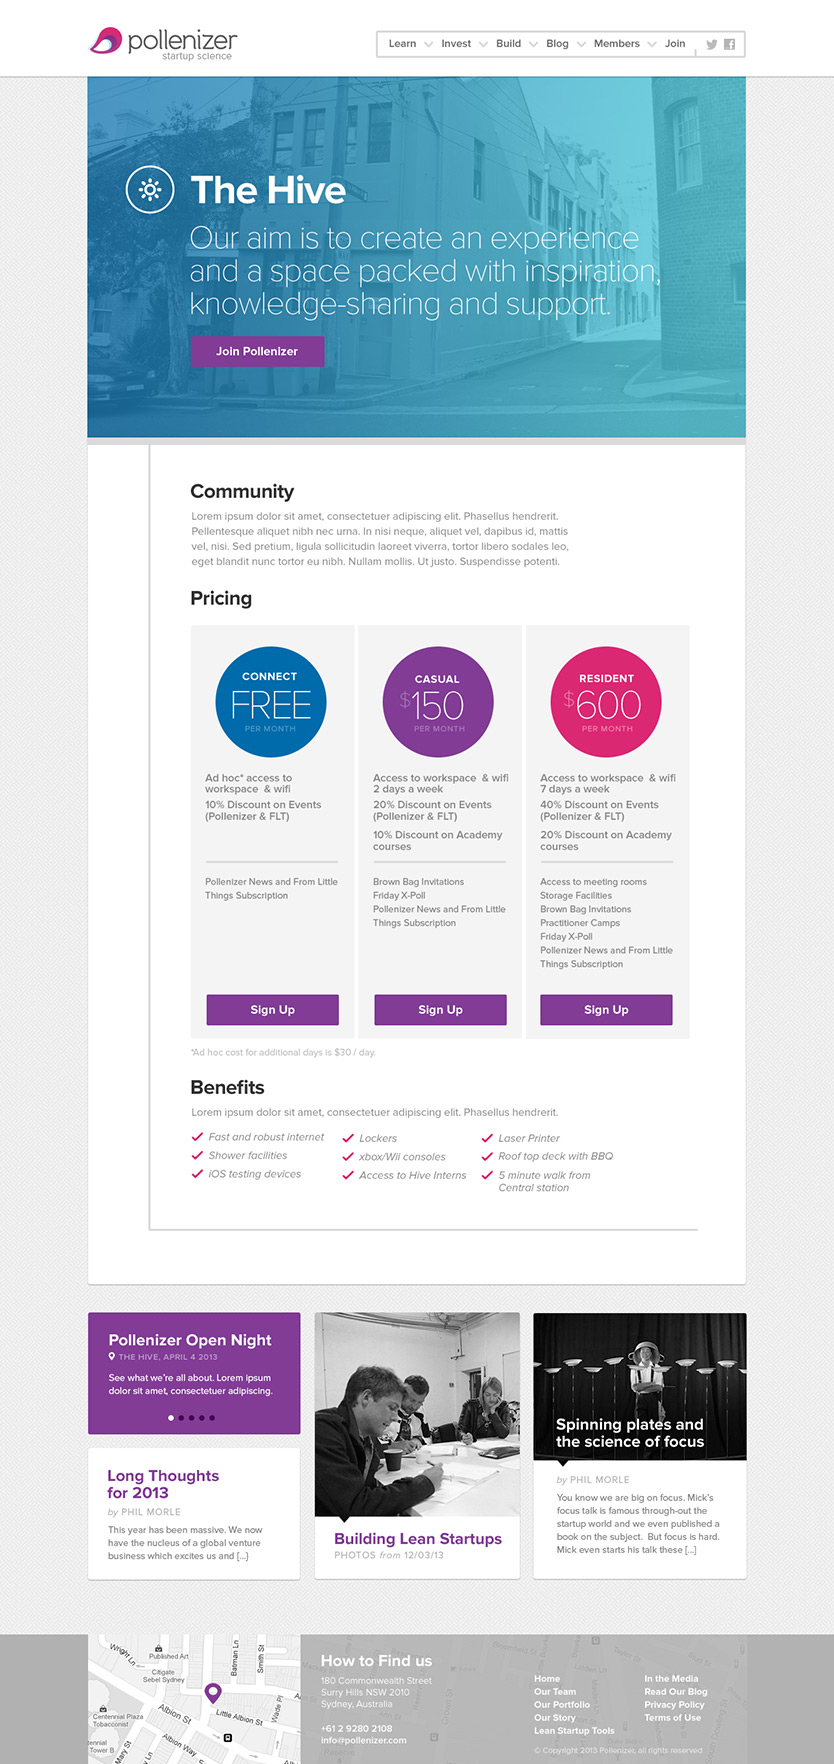 pollenizer
startup science
Learn Invest Build Blog Members Join
The Hive
Our aim is to create an experience
and a space packed with inspiration,
knowledge-sharing and support.
Join Pollenizer
Community
Lorem ipsum dolor sit amet, consectetuer adipiscing elit. Phasellus hendrerit.
Pellentesque aliquet nibh nec urna. In nisi neque, aliquet vel, dapibus id, mattis
vel, nisi. Sed pretium, ligula sollicitudin laoreet viverra, tortor libero sodales leo,
eget blandit nunc tortor eu nibh. Nullam mollis. Ut justo. Suspendisse potenti.
Pricing
CONNECT
FREE
PER MONTH
Ad hoc* access to
workspace & wifi
10% Discount on Events
(Pollenizer & FLT)
Pollenizer News and From Little
Things Subscription
Sign Up
CASUAL
$150
PER MONTH
Access to workspace & wifi
2 days a week
20% Discount on Events
(Pollenizer & FLT)
10% Discount on Academy
courses
Brown Bag Invitations
Friday X-Poll
Pollenizer News and From Little
Things Subscription
Sign Up
RESIDENT
$600
PER MONTH
Access to workspace & wifi
7 days a week
40% Discount on Events
(Pollenizer & FLT)
20% Discount on Academy
courses
Access to meeting rooms
Storage Facilities
Brown Bag Invitations
Practitioner Camps
Friday X-Poll
Pollenizer News and From Little
Things Subscription
Sign Up
*Ad hoc cost for additional days is $30 / day.
Benefits
Lorem ipsum dolor sit amet, consectetuer adipiscing elit. Phasellus hendrerit.
Fast and robust internet
Shower facilities
iOS testing devices
Lockers
xbox/Wii consoles
Access to Hive Interns
Laser Printer
Roof top deck with BBQ
5 minute walk from
Central station
Pollenizer Open Night
THE HIVE, APRIL 4 2013
See what we're all about. Lorem ipsum
dolor sit amet, consectetuer adipiscing.
Long Thoughts
for 2013
by PHIL MORLE
This year has been massive. We now
have the nucleus of a global venture
business which excites us and [...]
Building Lean Startups
PHOTOS from 12/03/13
Spinning plates and
the science of focus
by PHIL MORLE
You know we are big on focus. Mick's
focus talk is famous through-out the
startup world and we even published a
book on the subject. But focus is hard.
Mick even starts his talk these [...]
Wright Ln
Published Art
Citigate
Sebel Sydney
Batman Ln
Smith St
Centennial Plaza
Tobacconist
Albion St
Little Albion St
Wade Pl
Albion Way
Mary St
Tower B
How to Find us
180 Commonwealth Street
Surry Hills NSW 2010
Sydney, Australia
+61 2 9280 2108
info@pollenizer.com
Home
Our Team
Our Portfolio
Our Story
Lean Startup Tools
In the Media
Read Our Blog
Privacy Policy
Terms of Use
© Copyright 2013 Pollenizer, all rights reserved